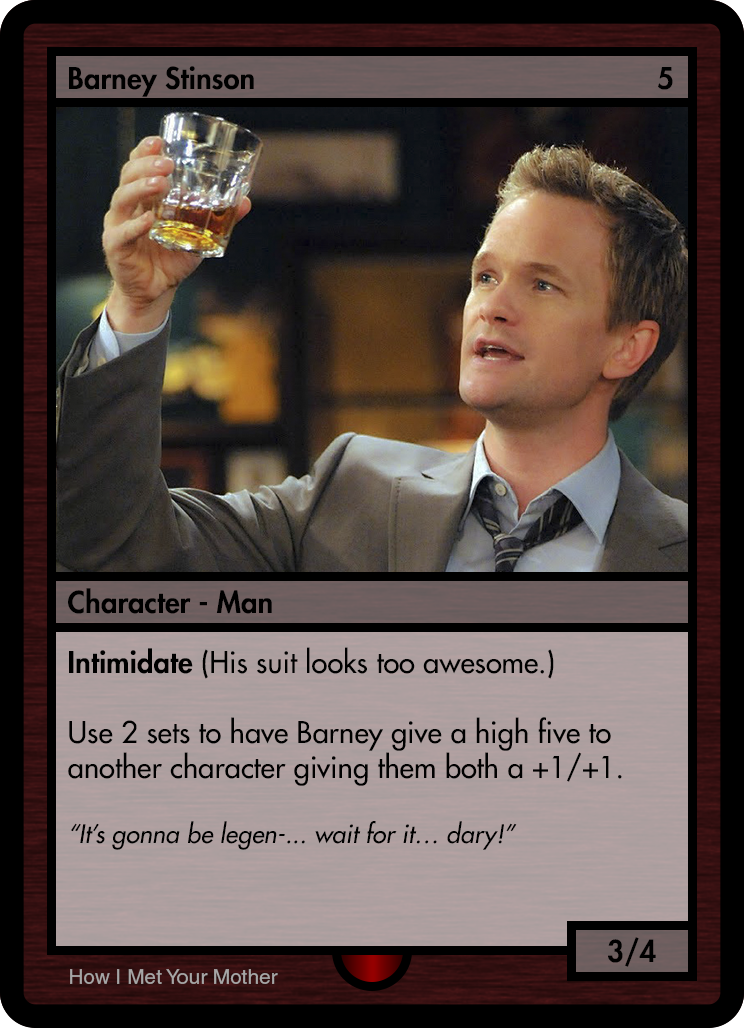 Barney Stinson 5
Character - Man
Intimidate (His suit looks too awesome.)
Use 2 sets to have Barney give a high five to
another character giving them both a +1/+1.
“It’s gonna be legen-... wait for it... dary!”
3/4
How I Met Your Mother